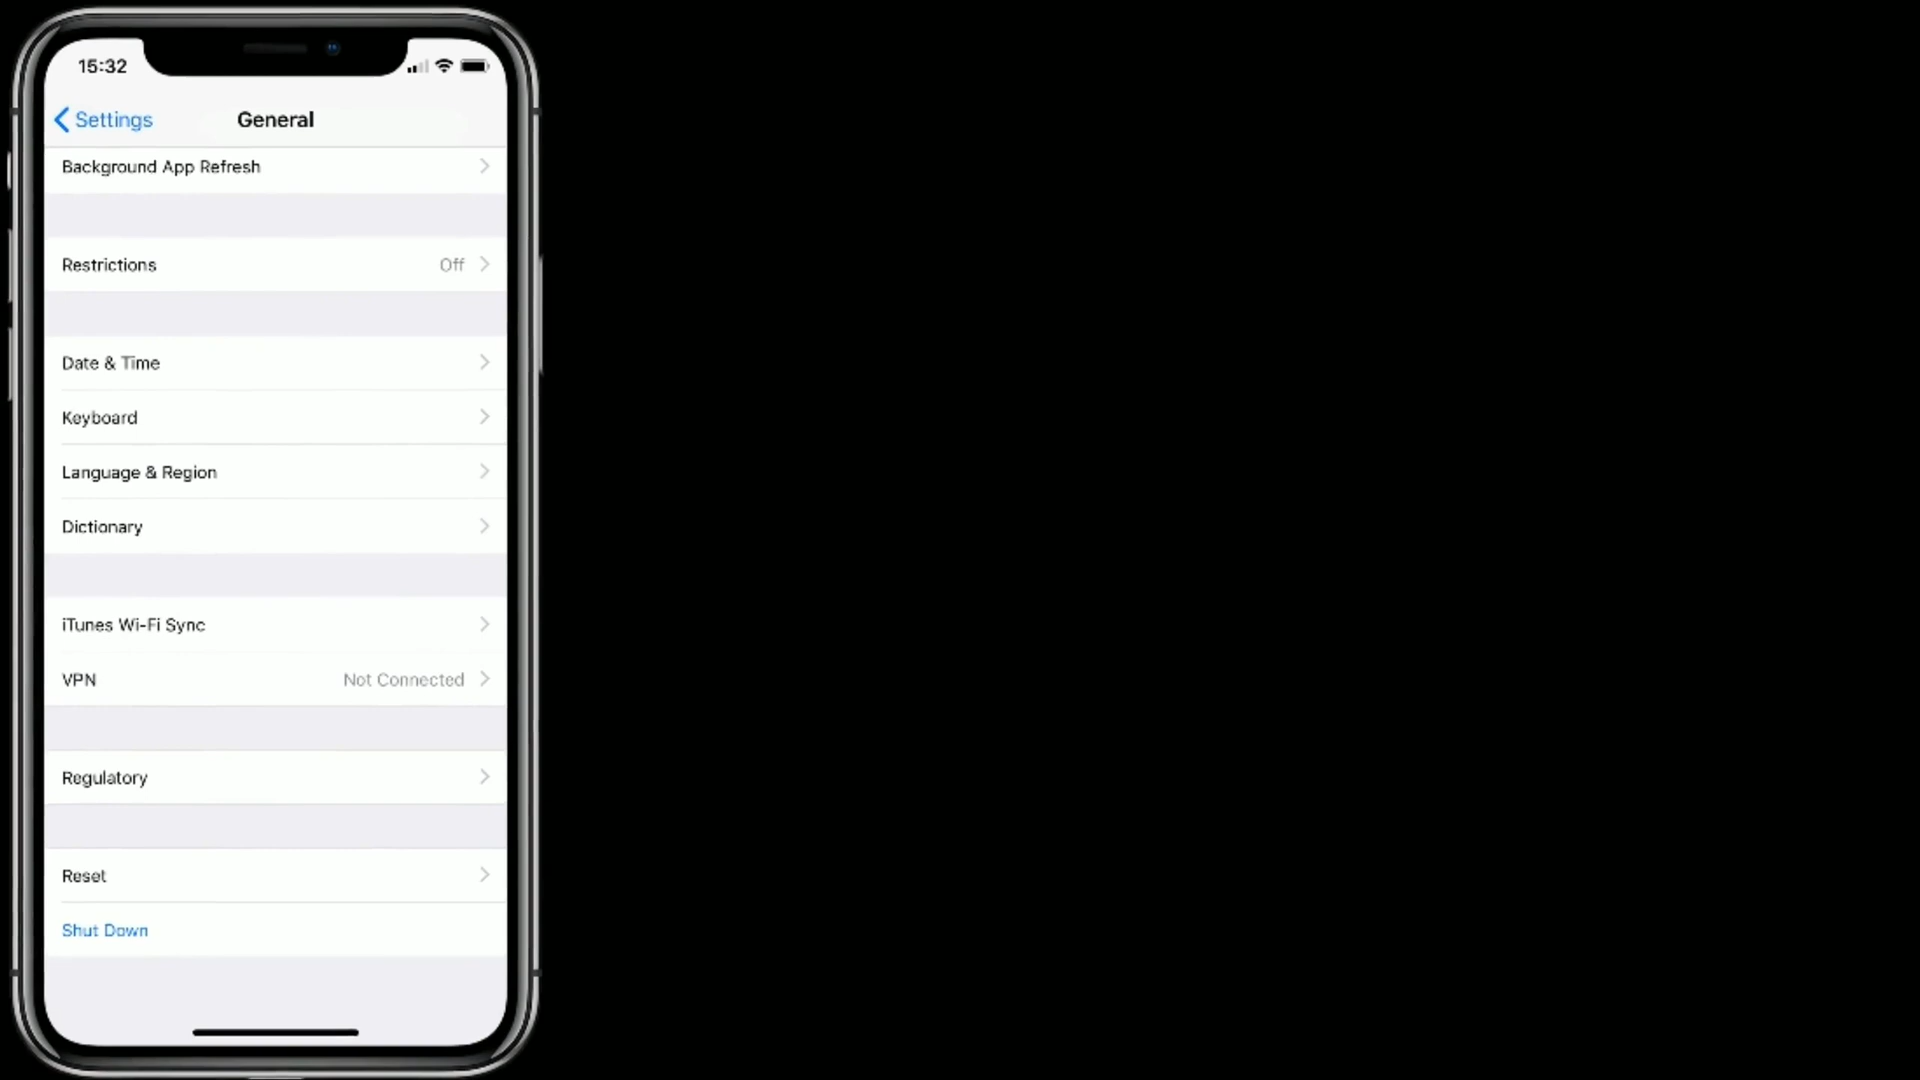 15:32
Settings
General
Background App Refresh
Restrictions Off
Date & Time
Keyboard
Language & Region
Dictionary
iTunes Wi-Fi Sync
VPN Not Connected
Regulatory
Reset
Shut Down